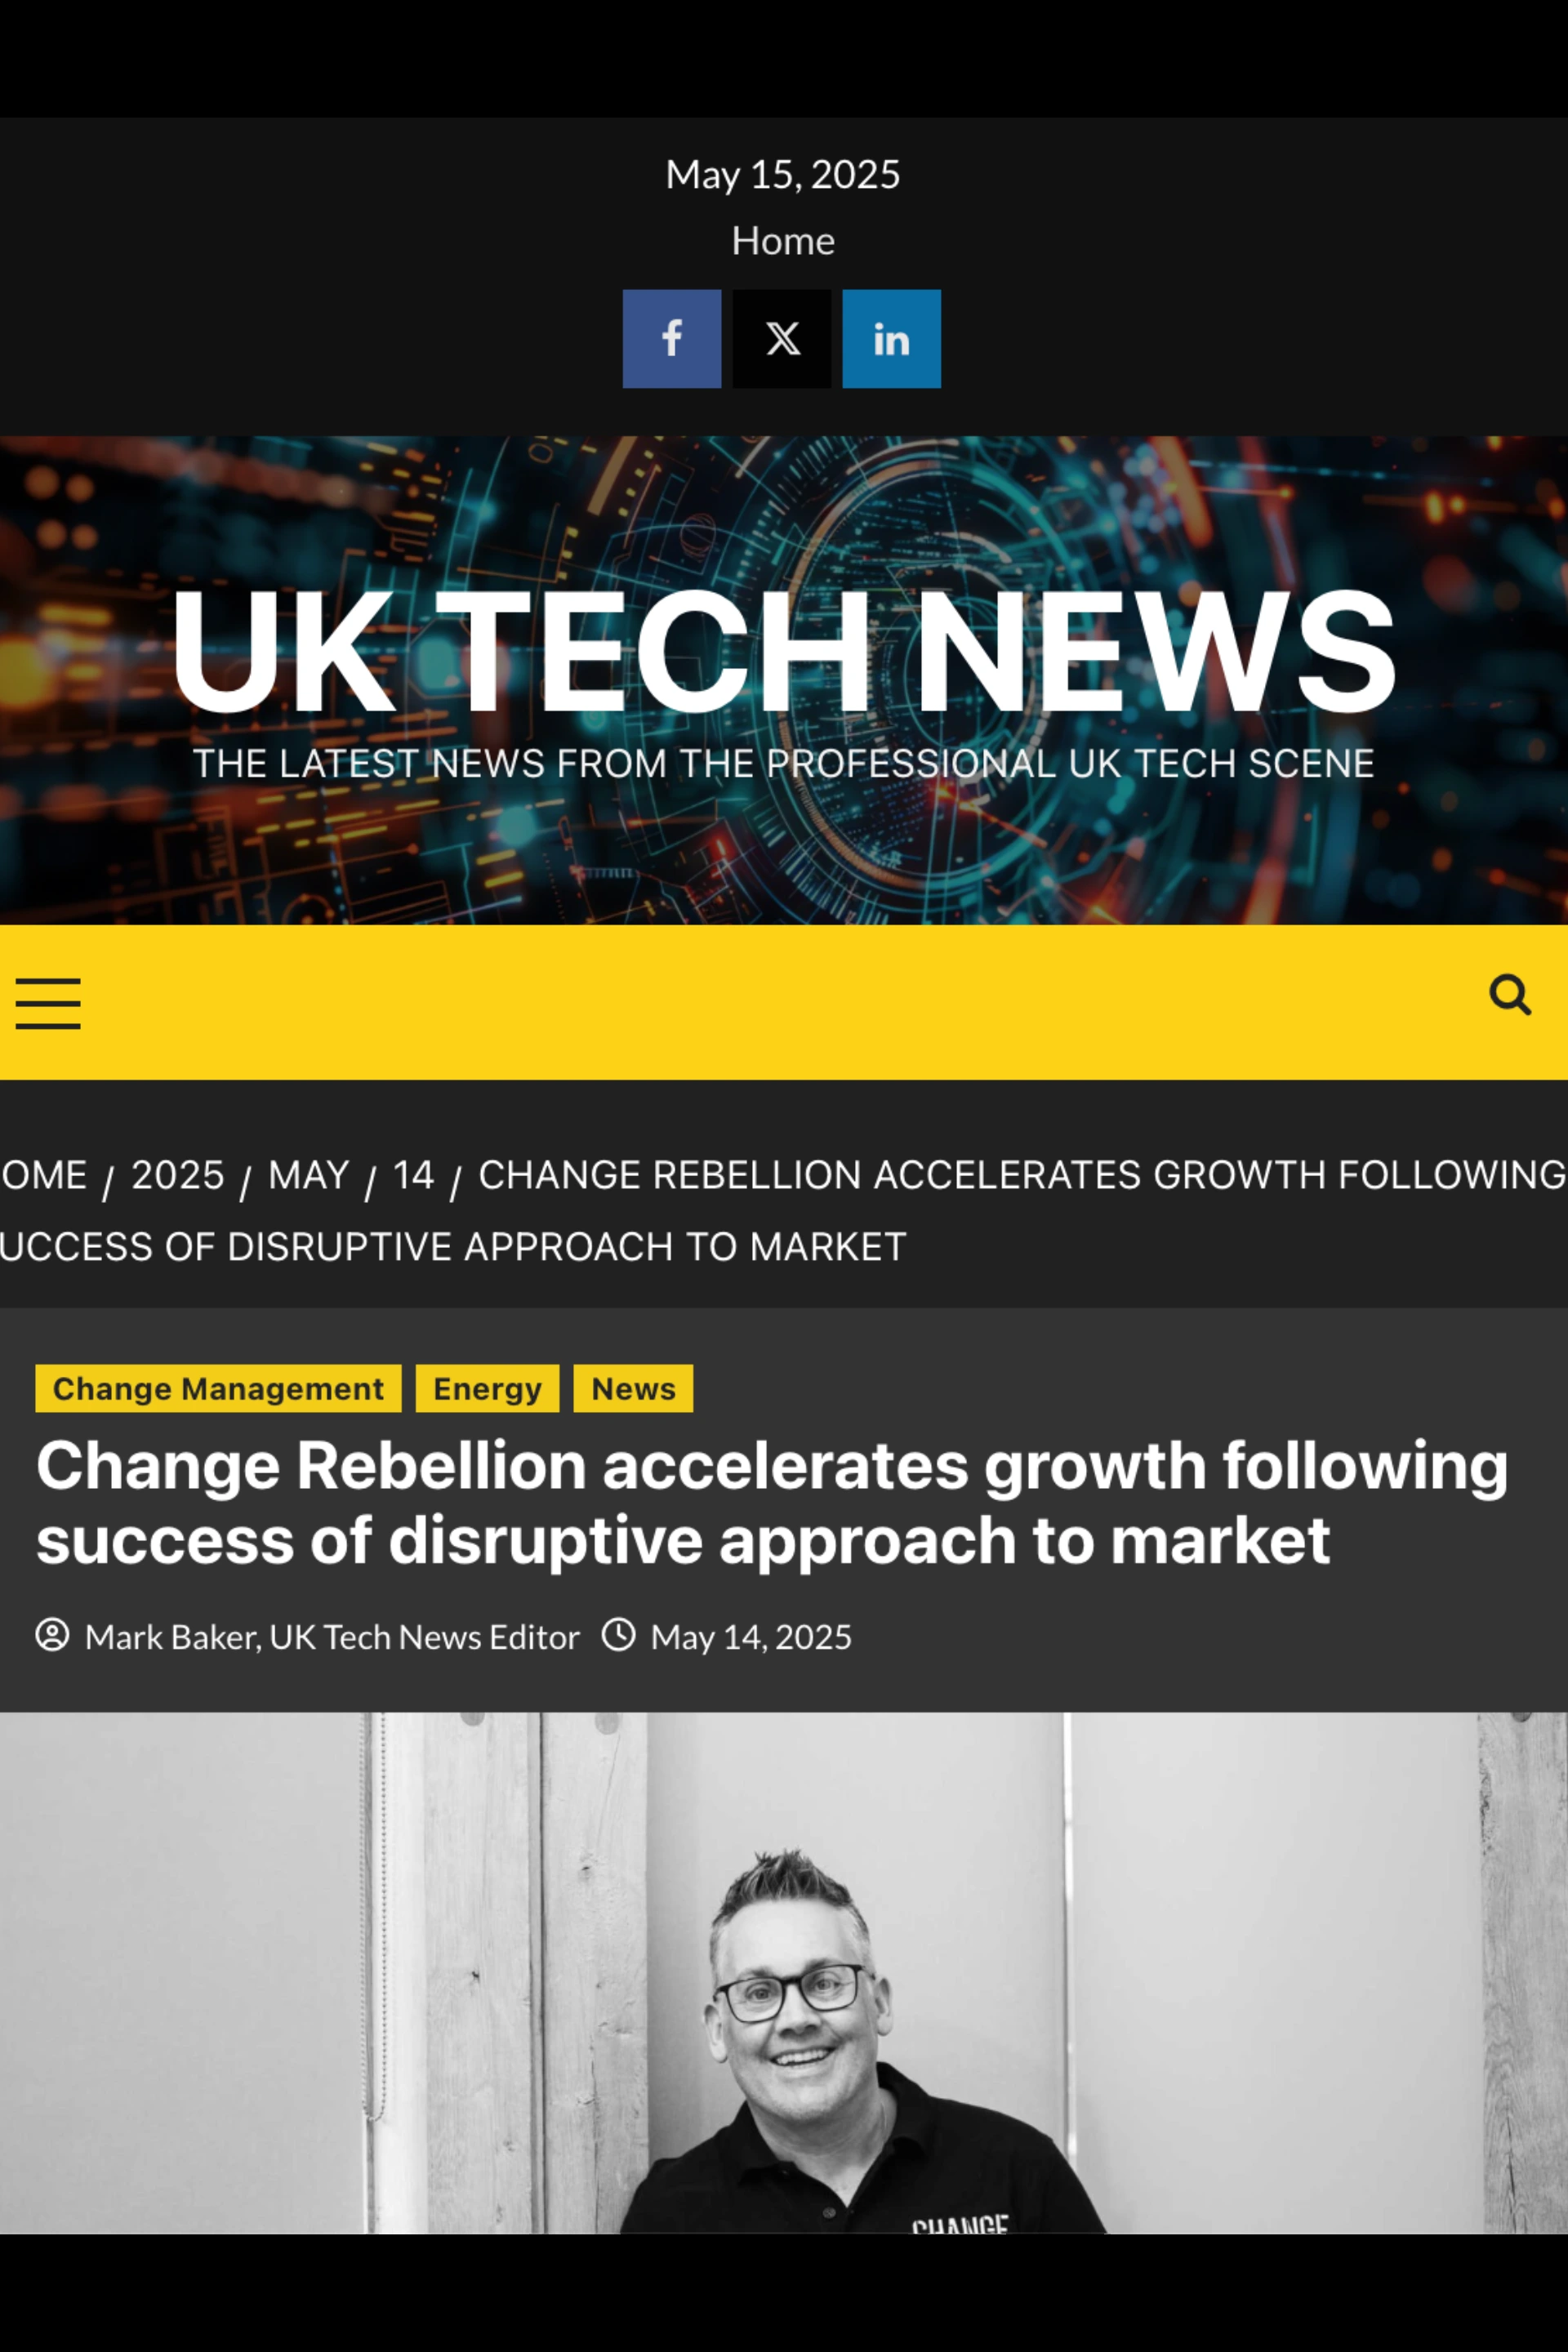 May 15, 2025
Home
f X in
UK TECH NEWS
THE LATEST NEWS FROM THE PROFESSIONAL UK TECH SCENE
OME / 2025 / MAY / 14 / CHANGE REBELLION ACCELERATES GROWTH FOLLOWING
UCCESS OF DISRUPTIVE APPROACH TO MARKET
Change Management Energy News
Change Rebellion accelerates growth following
success of disruptive approach to market
Mark Baker, UK Tech News Editor May 14, 2025
CHANGE